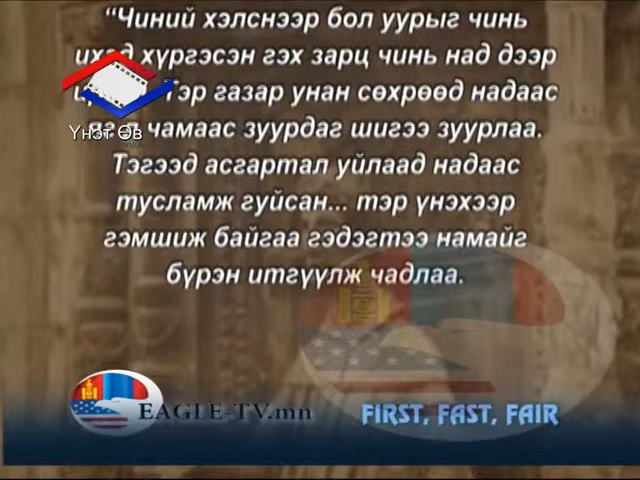 “Чиний хэлснээр бол уурыг чинь
ихэд хүргэсэн гэх зарц чинь над дээр
Тэр газар унан сөхрөөд надаас
чамаас зуурдаг шигээ зуурлаа.
Үнэт Өв
Тэгээд асгартал уйлаад надаас
тусламж гуйсан... тэр үнэхээр
гэмшиж байгаа гэдэгтээ намайг
бүрэн итгүүлж чадлаа.
EAGLE-TV.mn
FIRST, FAST, FAIR